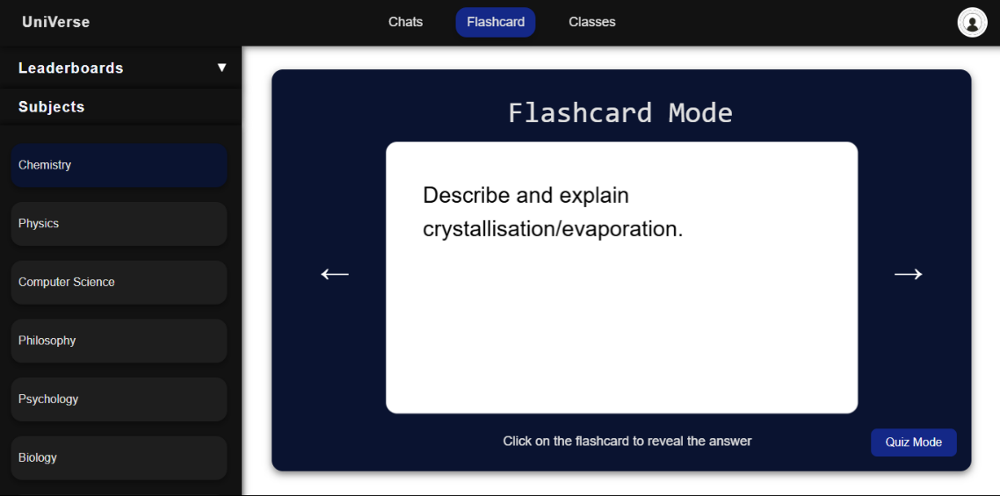 UniVerse
Chats
Flashcard
Classes
Leaderboards ▼
Subjects
Chemistry
Physics
Computer Science
Philosophy
Psychology
Biology
Flashcard Mode
Describe and explain
crystallisation/evaporation.
← →
Click on the flashcard to reveal the answer
Quiz Mode